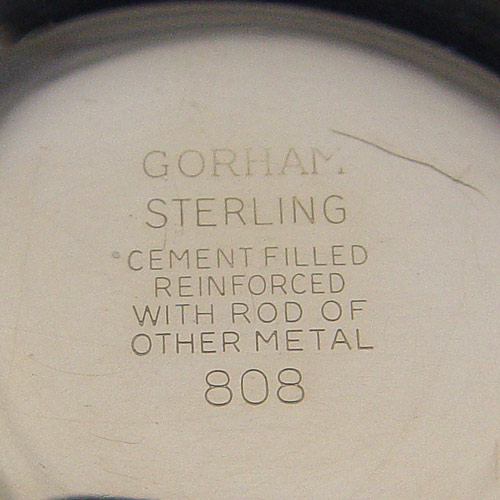 GORHAM
STERLING
CEMENT FILLED
REINFORCED
WITH ROD OF
OTHER METAL
808